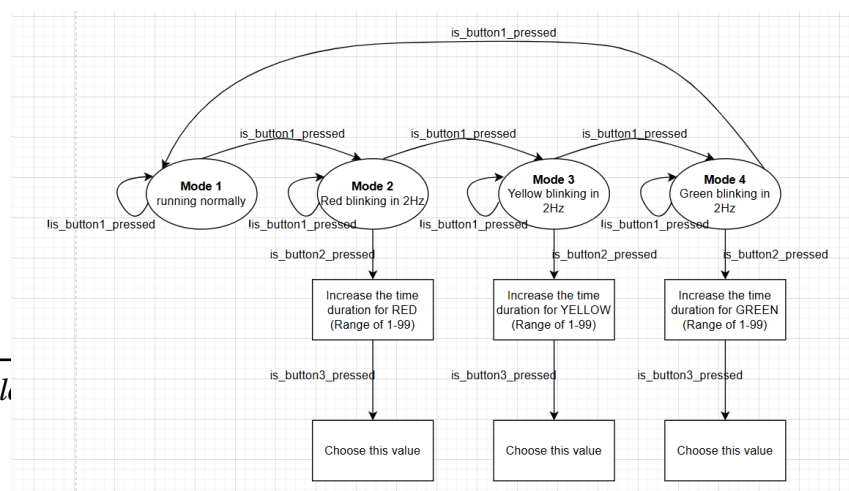 is_button1_pressed
is_button1_pressed
is_button1_pressed
is_button1_pressed
Mode 1
running normally
Mode 2
Red blinking in 2Hz
Mode 3
Yellow blinking in
2Hz
Mode 4
Green blinking in
2Hz
!is_button1_pressed
!is_button1_pressed
!is_button1_pressed
!is_button1_pressed
is_button2_pressed
is_button2_pressed
is_button2_pressed
Increase the time
duration for RED
(Range of 1-99)
Increase the time
duration for YELLOW
(Range of 1-99)
Increase the time
duration for GREEN
(Range of 1-99)
is_button3_pressed
is_button3_pressed
is_button3_pressed
Choose this value
Choose this value
Choose this value